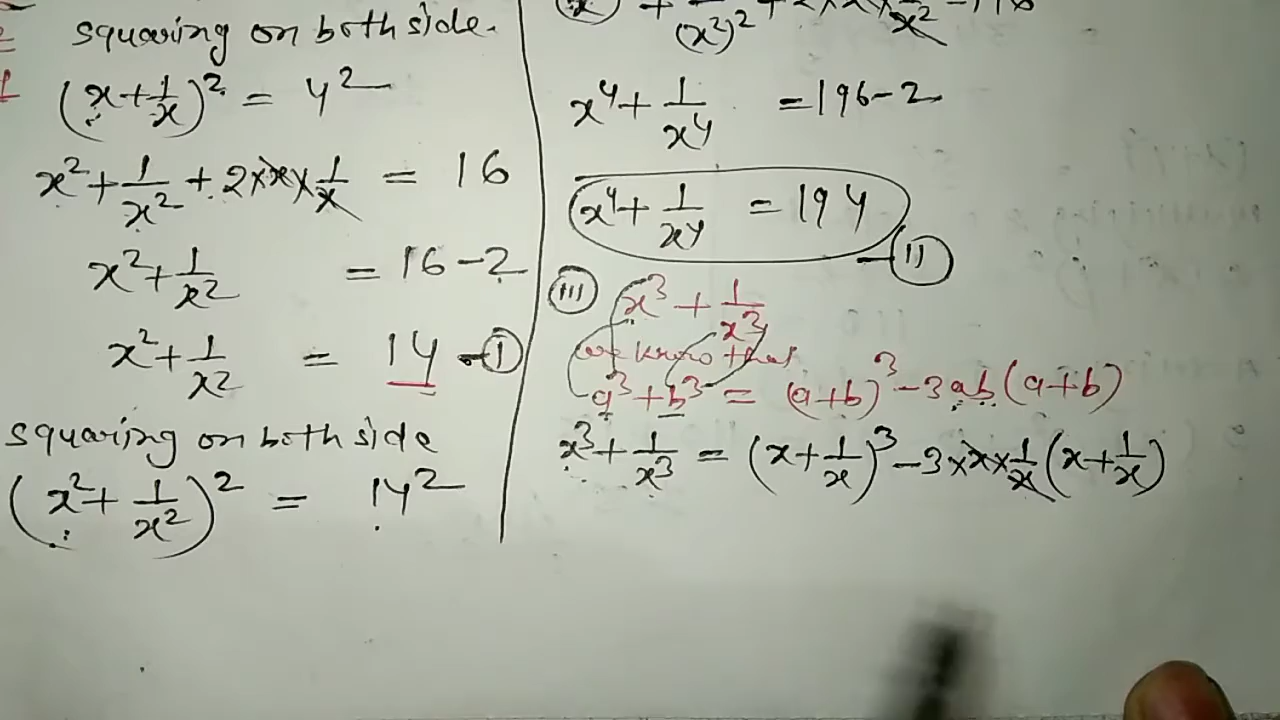 squaring on both side.
(x+1/x)² = 4²
x²+1/x²+2×x×1/x = 16
x²+1/x² = 16-2
x²+1/x² = 14 -(I)
squaring on both side
(x²+1/x²)² = 14²
x⁴+1/x⁴ = 196-2
x⁴+1/x⁴ = 194 -(II)
(III) x³+1/x³
we know that
a³+b³ = (a+b)³-3ab(a+b)
x³+1/x³ = (x+1/x)³-3×x×1/x(x+1/x)